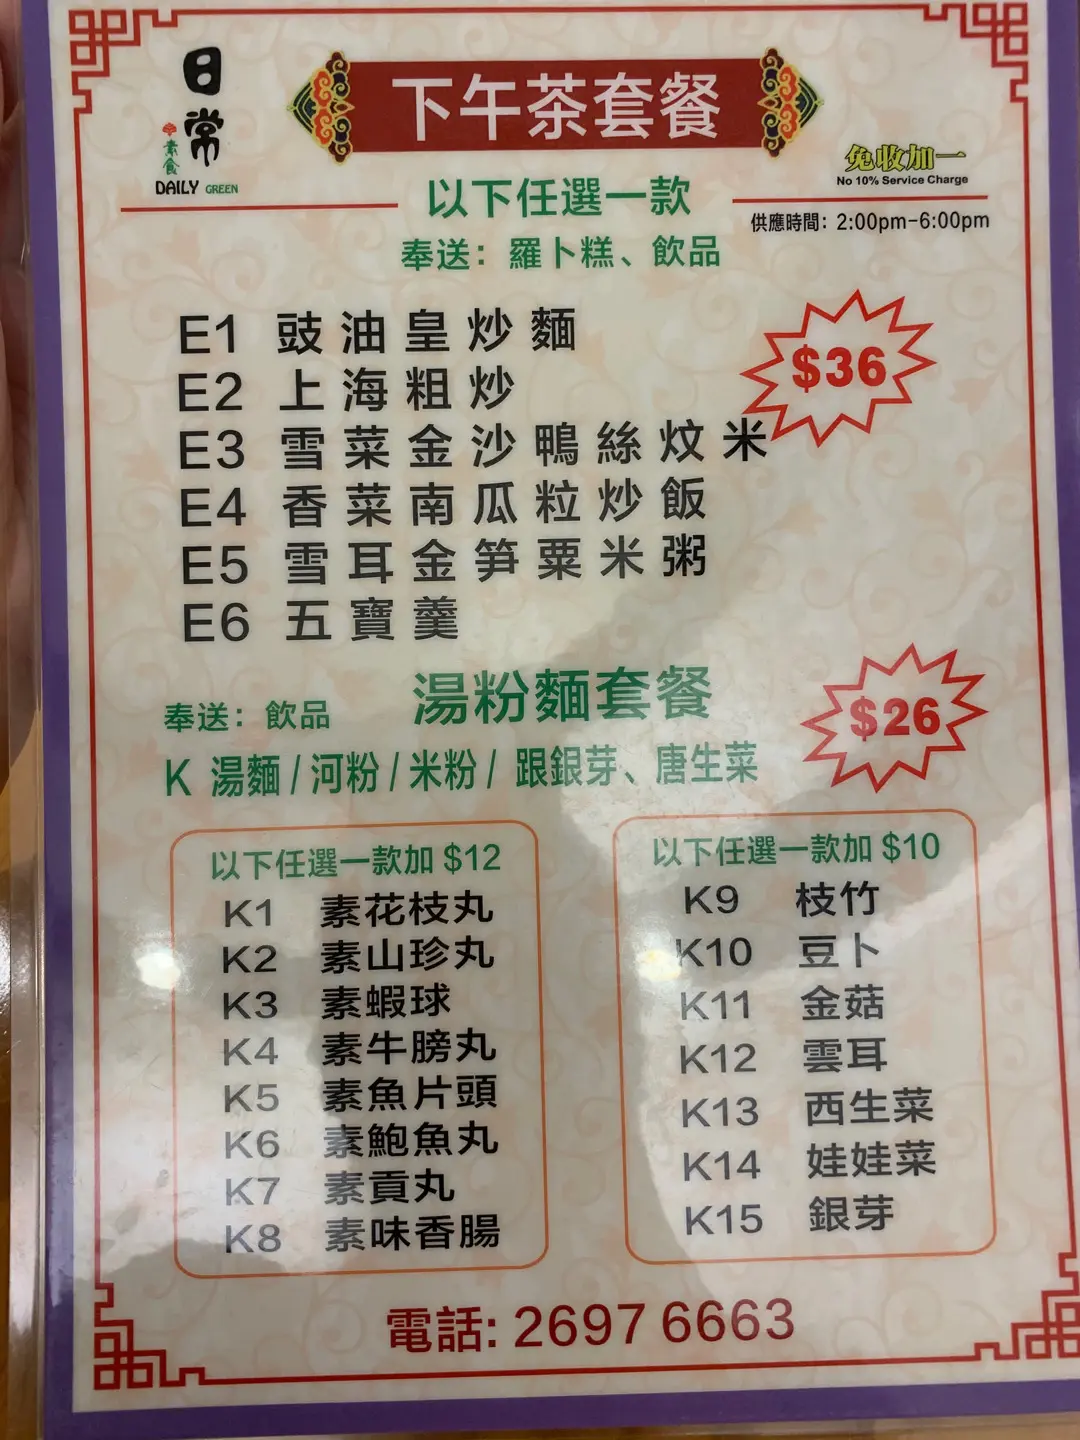 日常
素食
DAILY GREEN
下午茶套餐
免收加一
No 10% Service Charge
以下任選一款
供應時間: 2:00pm-6:00pm
奉送: 羅卜糕、飲品
E1 豉油皇炒麵
$36
E2 上海粗炒
E3 雪菜金沙鴨絲炆米
E4 香菜南瓜粒炒飯
E5 雪耳金笋粟米粥
E6 五寶羹
奉送: 飲品 湯粉麵套餐
$26
K 湯麵/河粉/米粉/ 跟銀芽、唐生菜
以下任選一款加 $12
K1 素花枝丸
K2 素山珍丸
K3 素蝦球
K4 素牛膀丸
K5 素魚片頭
K6 素鮑魚丸
K7 素貢丸
K8 素味香腸
以下任選一款加 $10
K9 枝竹
K10 豆卜
K11 金菇
K12 雲耳
K13 西生菜
K14 娃娃菜
K15 銀芽
電話: 2697 6663